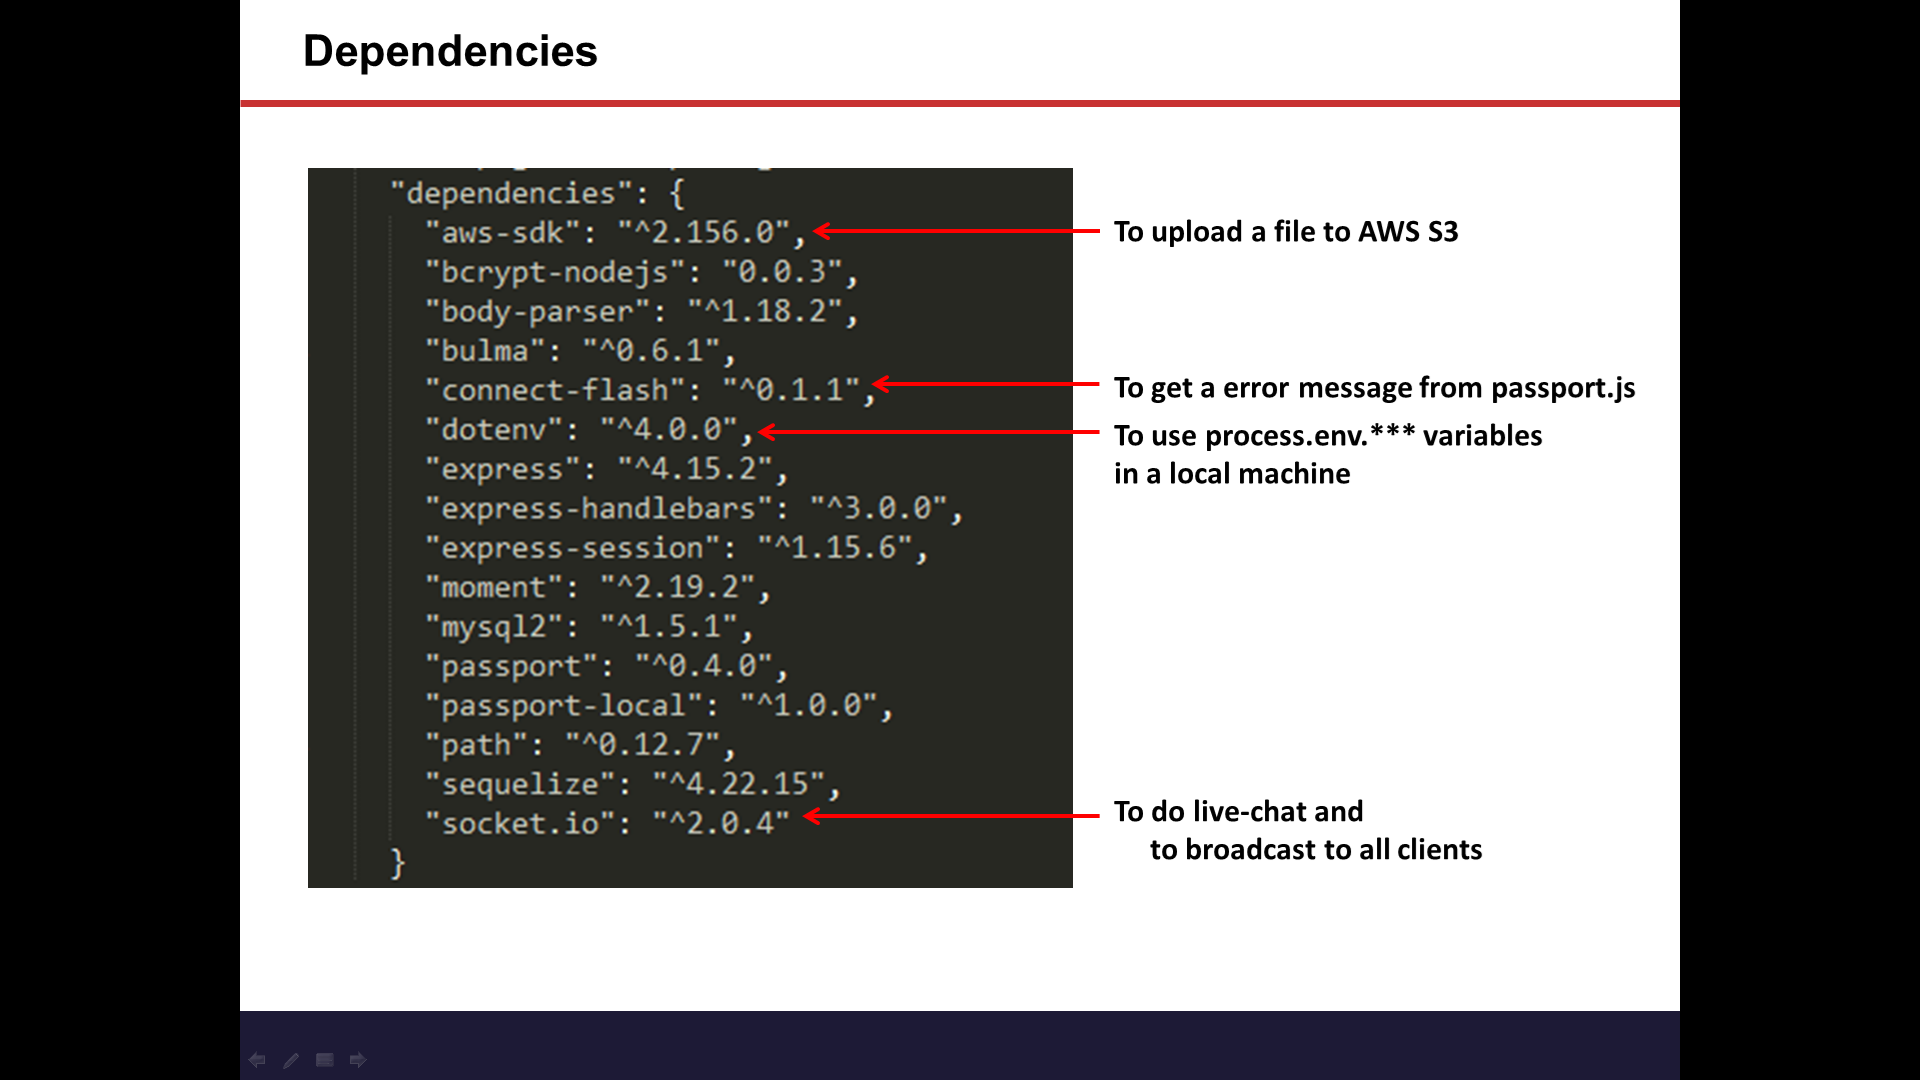 Dependencies
"dependencies": {
"aws-sdk": "^2.156.0",
To upload a file to AWS S3
"bcrypt-nodejs": "0.0.3",
"body-parser": "^1.18.2",
"bulma": "^0.6.1",
"connect-flash": "^0.1.1",
To get a error message from passport.js
"dotenv": "^4.0.0",
To use process.env.*** variables
in a local machine
"express": "^4.15.2",
"express-handlebars": "^3.0.0",
"express-session": "^1.15.6",
"moment": "^2.19.2",
"mysql2": "^1.5.1",
"passport": "^0.4.0",
"passport-local": "^1.0.0",
"path": "^0.12.7",
"sequelize": "^4.22.15",
"socket.io": "^2.0.4"
To do live-chat and
to broadcast to all clients
}